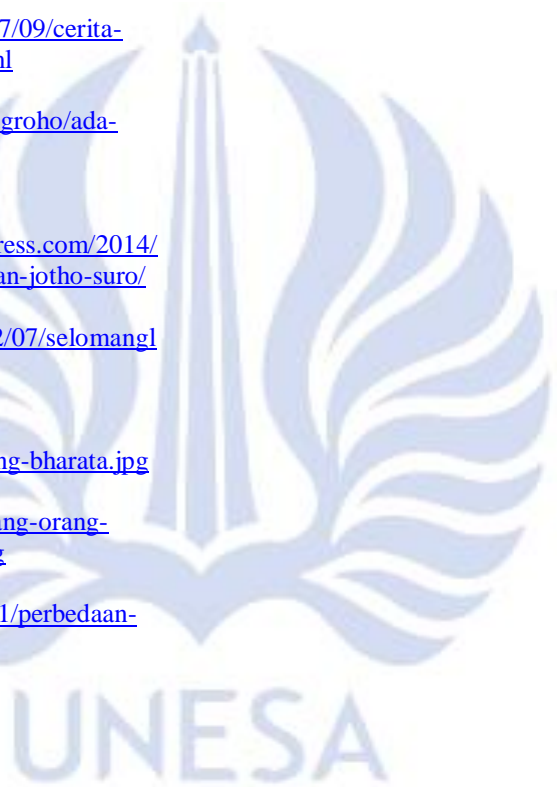 7/09/cerita-
nl
groho/ada-
ress.com/2014/
an-jotho-suro/
2/07/selomangl
ng-bharata.jpg
ang-orang-
g
1/perbedaan-
UNESA